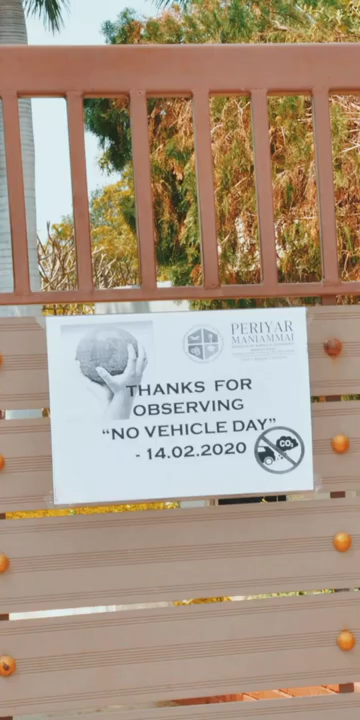 PERIYAR
MANIAMMAI
THANKS FOR
OBSERVING
"NO VEHICLE DAY"
- 14.02.2020
CO₂